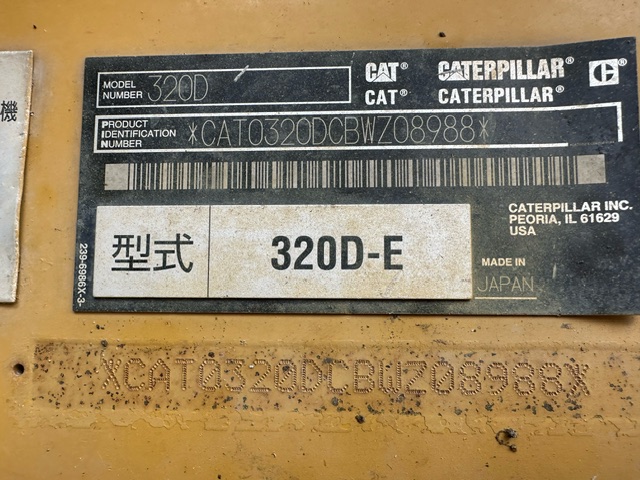 機
MODEL
NUMBER 320D
CAT® CATERPILLAR®
CAT® CATERPILLAR®
C
PRODUCT
IDENTIFICATION
NUMBER *CAT0320DCBWZ08988*
CATERPILLAR INC.
PEORIA, IL 61629
USA
型式 320D-E
MADE IN
JAPAN
239-6986X-3
*CAT0320DCBWZ08988*